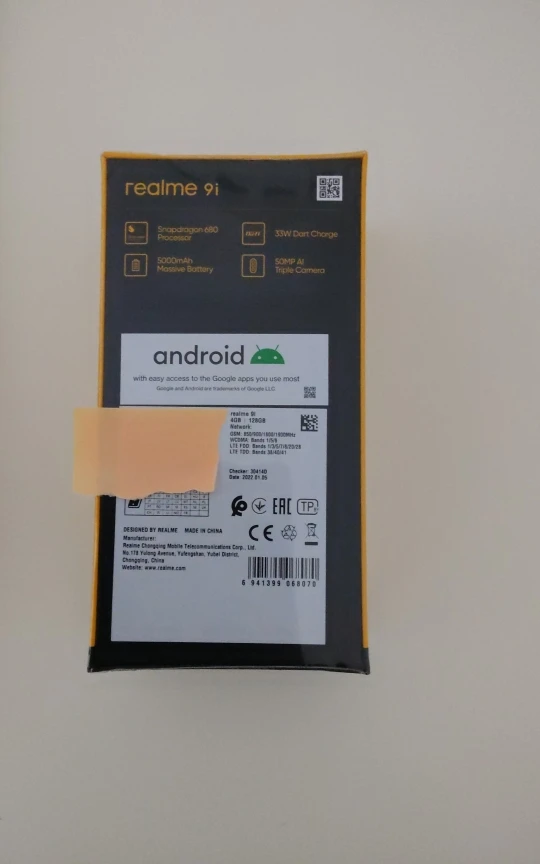 realme 9i
Snapdragon 680
Processor
33W Dart Charge
5000mAh
Massive Battery
50MP AI
Triple Camera
android
with easy access to the Google apps you use most
Google and Android are trademarks of Google LLC.
realme 9i
4GB + 128GB
Network
GSM: 850/900/1800/1900MHz
WCDMA: Bands 1/5/8
LTE FDD: Bands 1/3/5/7/8/20/28
LTE TDD: Bands 38/40/41
Checker: 304140
Date: 2022.01.05
EAC
TP
CE
DESIGNED BY REALME MADE IN CHINA
Manufacturer:
Realme Chongqing Mobile Telecommunications Corp., Ltd.
No.178 Yulong Avenue, Yufengshan, Yubei District,
Chongqing, China
Website: www.realme.com
6 941399 068070